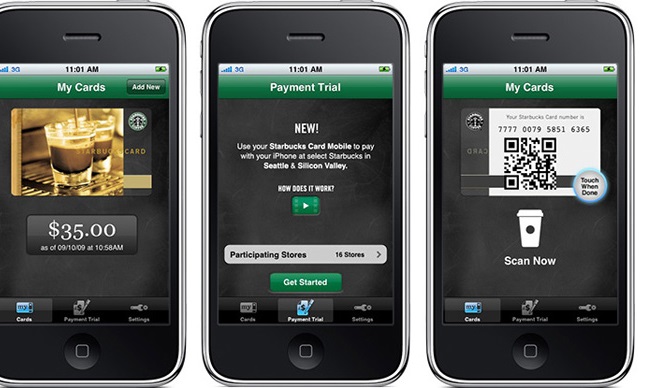 3G 11:01 AM
My Cards
Add New
STARBUCKS CARD
$35.00
as of 09/10/09 at 10:58AM
Cards
Payment Trial
Settings
3G 11:01 AM
Payment Trial
NEW!
Use your Starbucks Card Mobile to pay
with your iPhone at select Starbucks in
Seattle & Silicon Valley.
HOW DOES IT WORK?
Participating Stores 16 Stores
Get Started
my
Cards
Payment Trial
Settings
3G 11:01 AM
My Cards
Your Starbucks Card number is
7777 0079 5851 6365
CARD
Touch
When
Done
Scan Now
my
Cards
Payment Trial
Settings